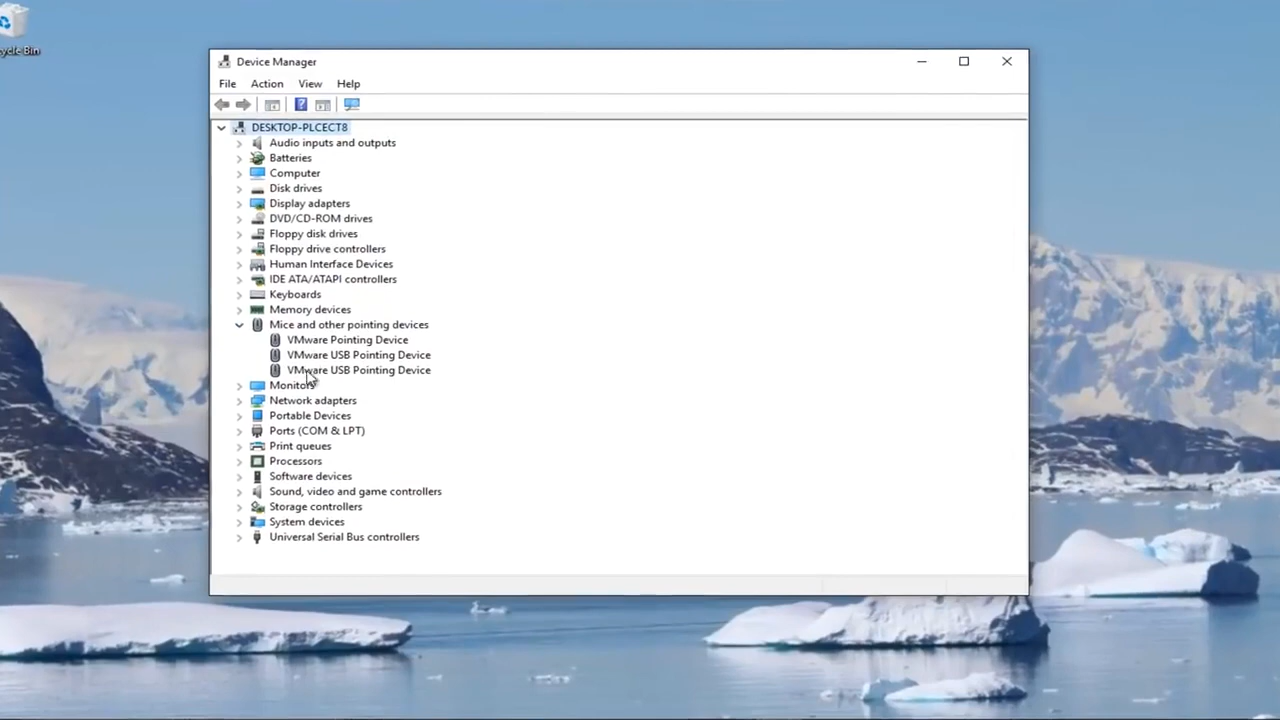 ycle Bin
Device Manager
File Action View Help
DESKTOP-PLCECT8
Audio inputs and outputs
Batteries
Computer
Disk drives
Display adapters
DVD/CD-ROM drives
Floppy disk drives
Floppy drive controllers
Human Interface Devices
IDE ATA/ATAPI controllers
Keyboards
Memory devices
Mice and other pointing devices
VMware Pointing Device
VMware USB Pointing Device
VMware USB Pointing Device
Monitors
Network adapters
Portable Devices
Ports (COM & LPT)
Print queues
Processors
Software devices
Sound, video and game controllers
Storage controllers
System devices
Universal Serial Bus controllers